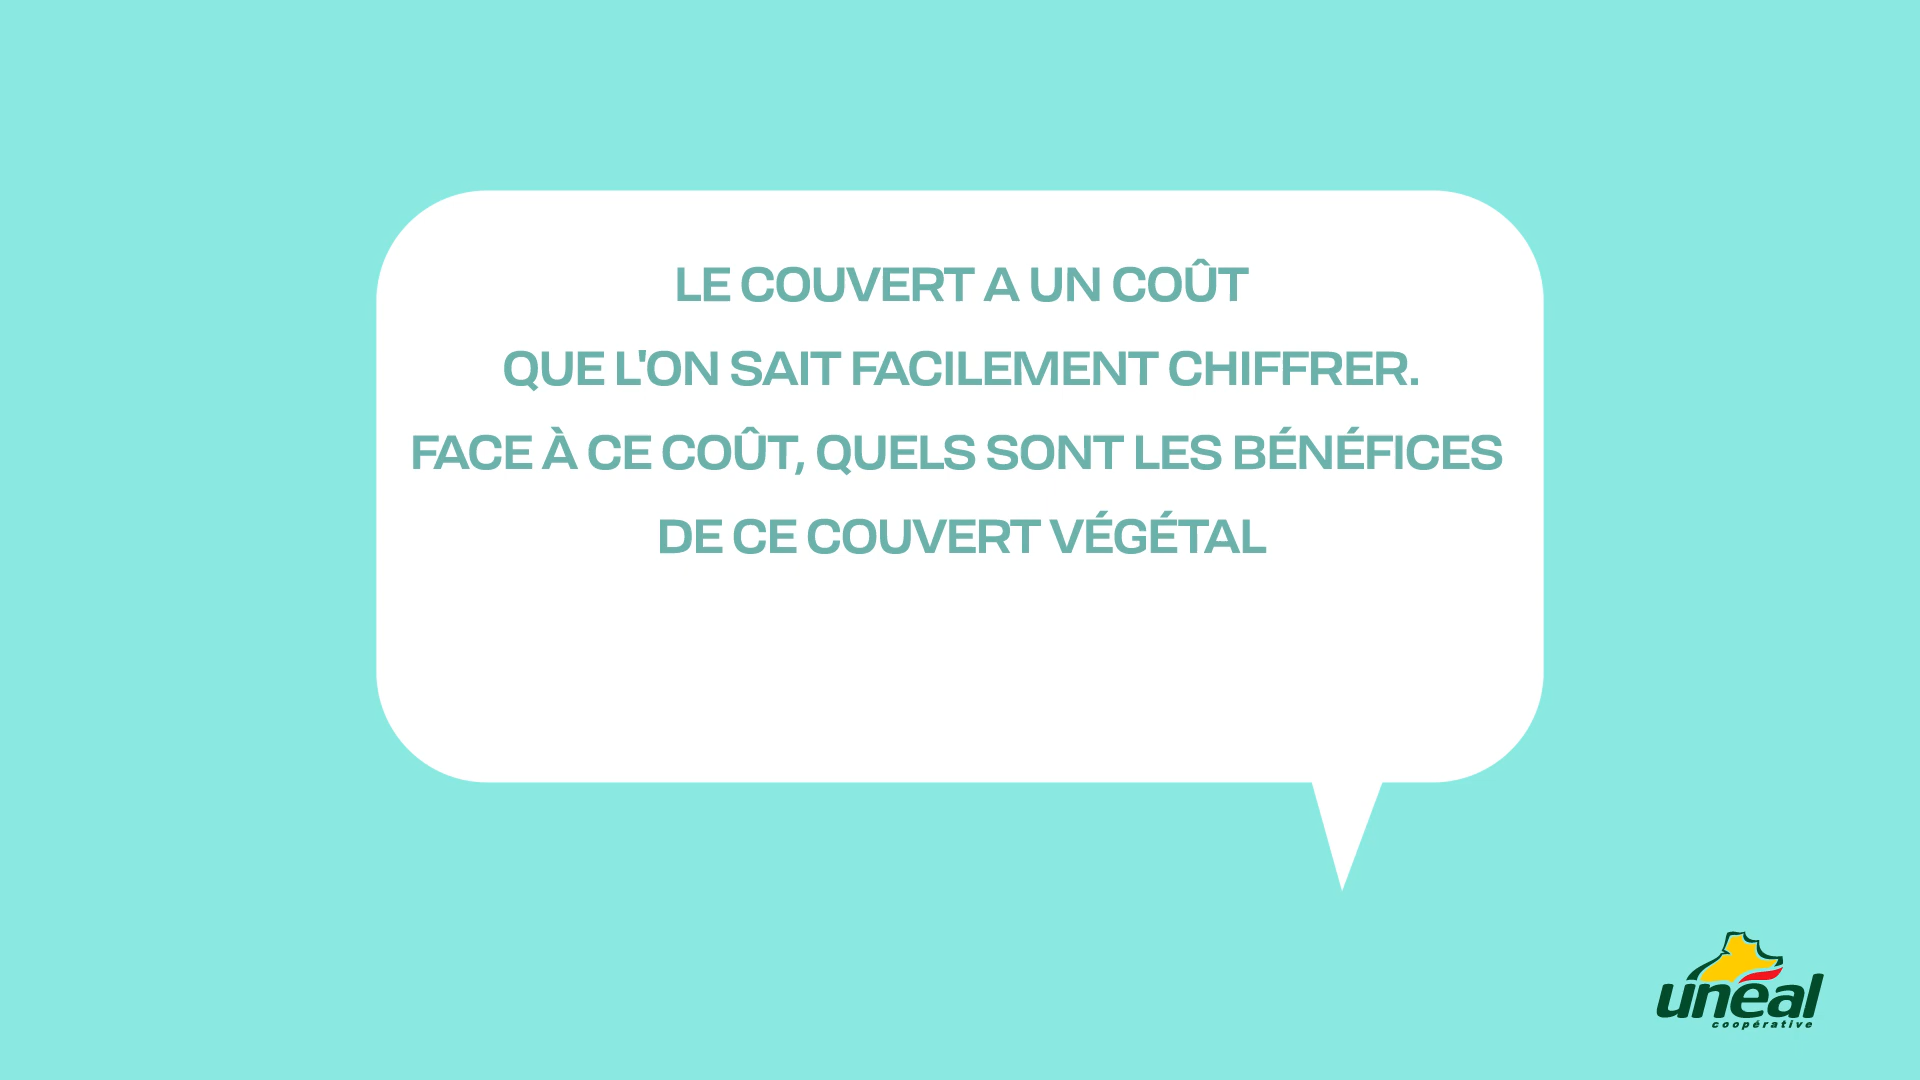 LE COUVERT A UN COÛT
QUE L'ON SAIT FACILEMENT CHIFFRER.
FACE À CE COÛT, QUELS SONT LES BÉNÉFICES
DE CE COUVERT VÉGÉTAL
unéal
coopérative